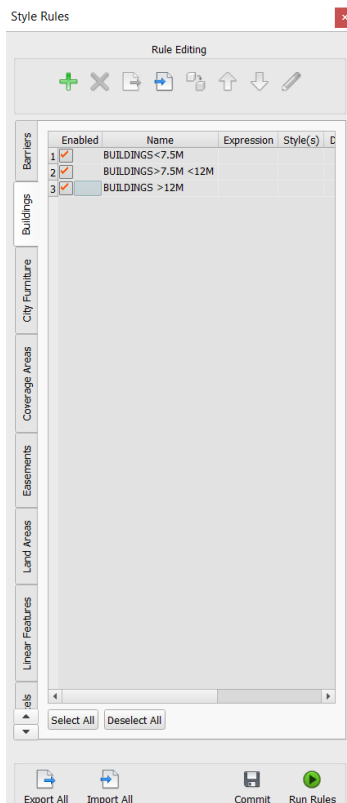 Style Rules
Rule Editing
Enabled Name Expression Style(s) D
1 BUILDINGS<7.5M
2 BUILDINGS>7.5M <12M
3 BUILDINGS >12M
Barriers
Buildings
City Furniture
Coverage Areas
Easements
Land Areas
Linear Features
els
Select All Deselect All
Export All Import All Commit Run Rules